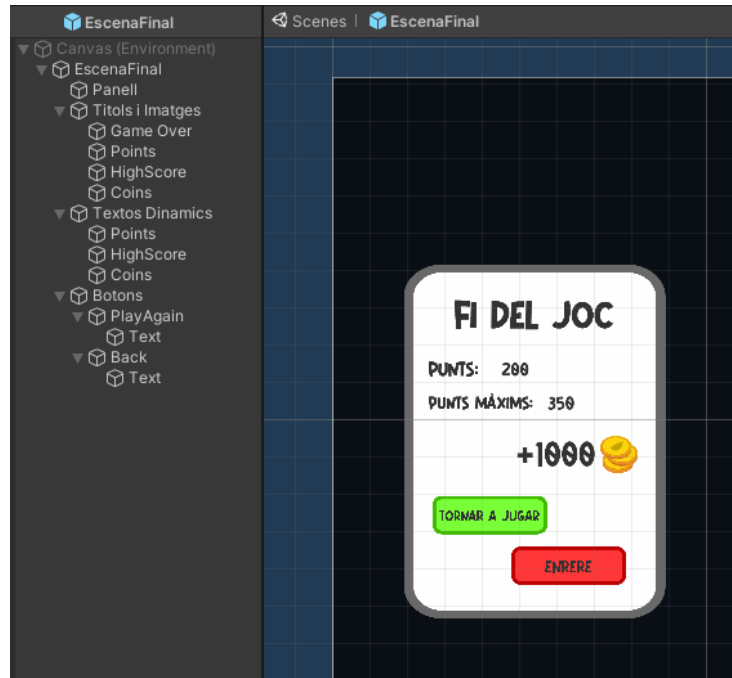 EscenaFinal
Scenes | EscenaFinal
Canvas (Environment)
EscenaFinal
Panell
Titols i Imatges
Game Over
Points
HighScore
Coins
Textos Dinamics
Points
HighScore
Coins
Botons
PlayAgain
Text
Back
Text
FI DEL JOC
PUNTS: 200
PUNTS MÀXIMS: 350
+1000
TORNAR A JUGAR
ENRERE